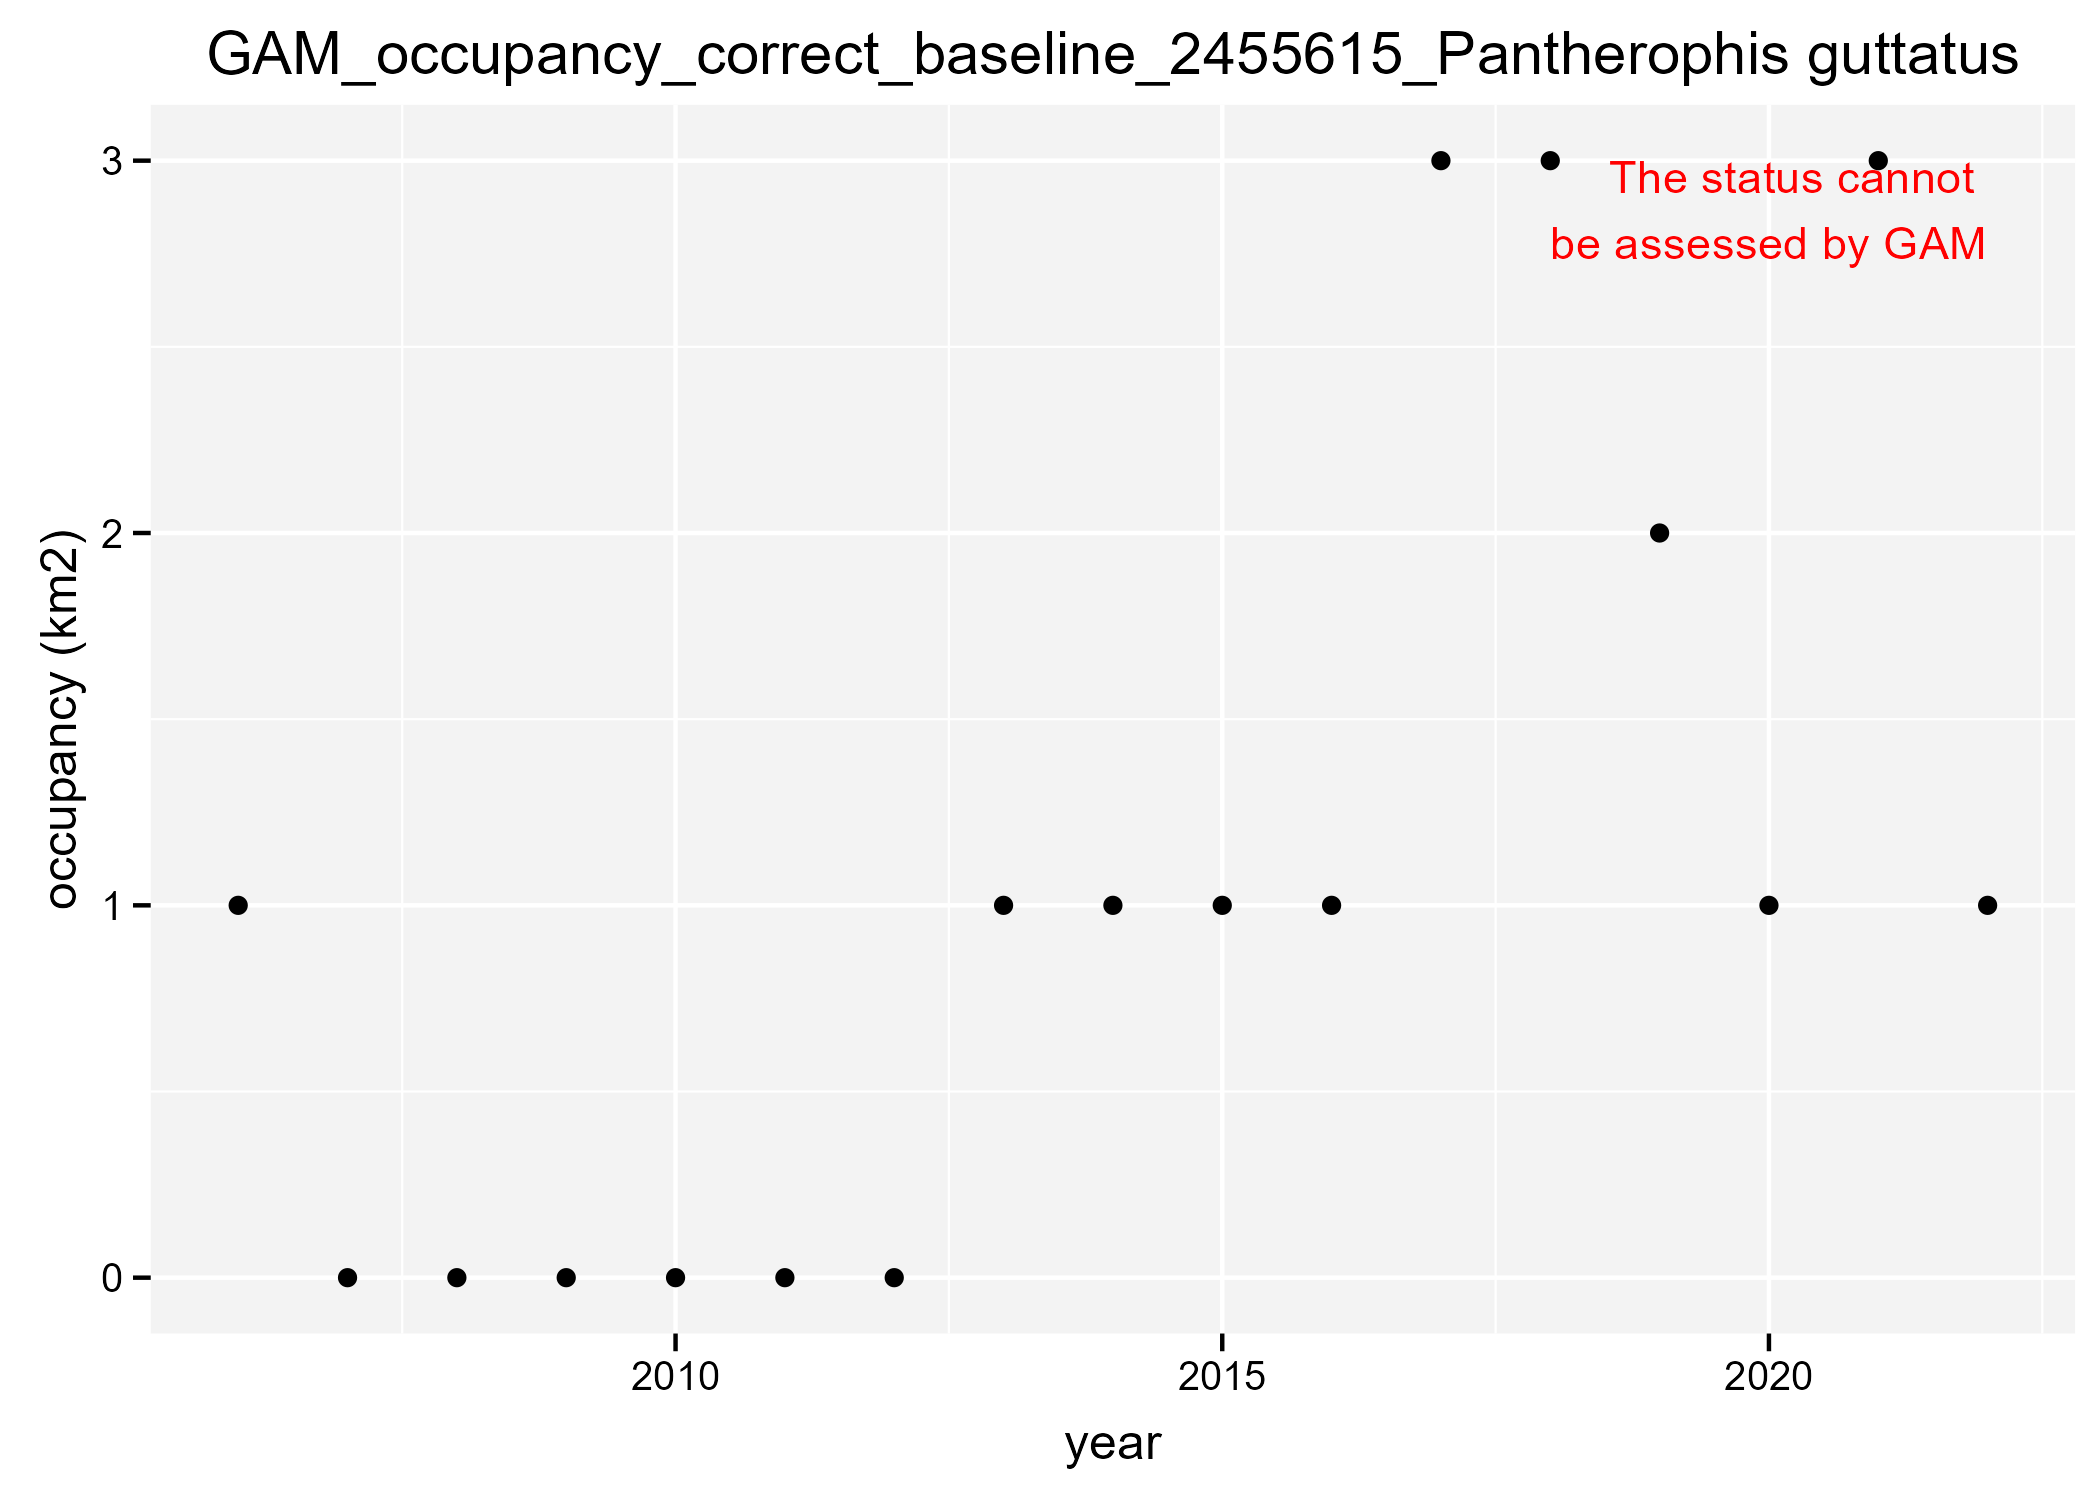 GAM_occupancy_correct_baseline_2455615_Pantherophis guttatus
3
The status cannot
be assessed by GAM
2
occupancy (km2)
1
0
2010 2015 2020
year